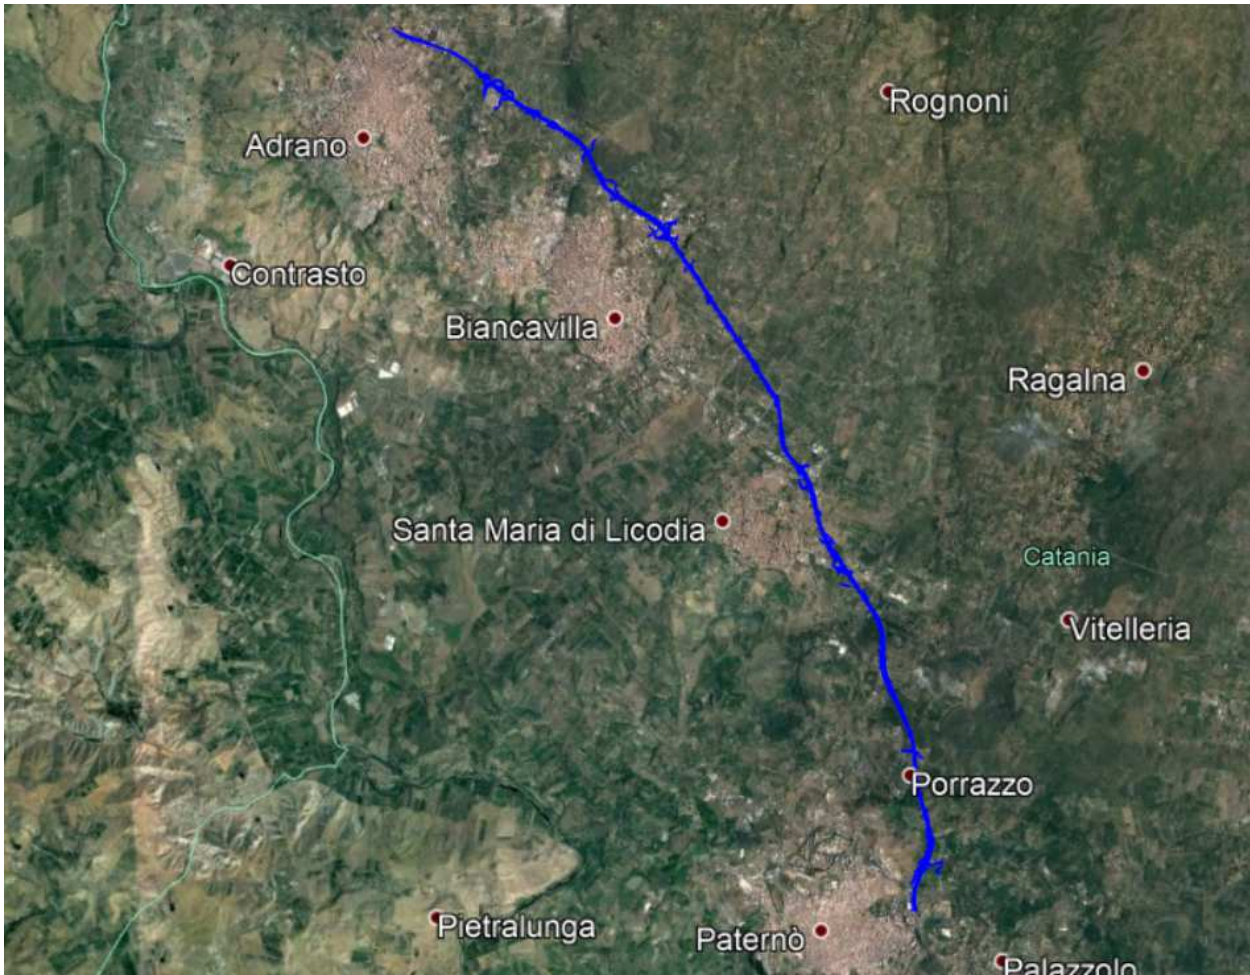 Rognoni
Adrano
Contrasto
Biancavilla
Ragalna
Santa Maria di Licodia
Catania
Vitelleria
Porrazzo
Pietralunga
Paternò
Palazzolo